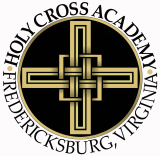 HOLY CROSS ACADEMY
• FREDERICKSBURG, VIRGINIA •